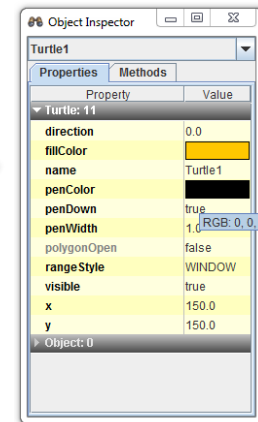 Object Inspector
Turtle1
Properties Methods
Property Value
Turtle: 11
direction 0.0
fillColor
name Turtle1
penColor
penDown true
penWidth 1.0
RGB: 0, 0,
polygonOpen false
rangeStyle WINDOW
visible true
x 150.0
y 150.0
Object: 0